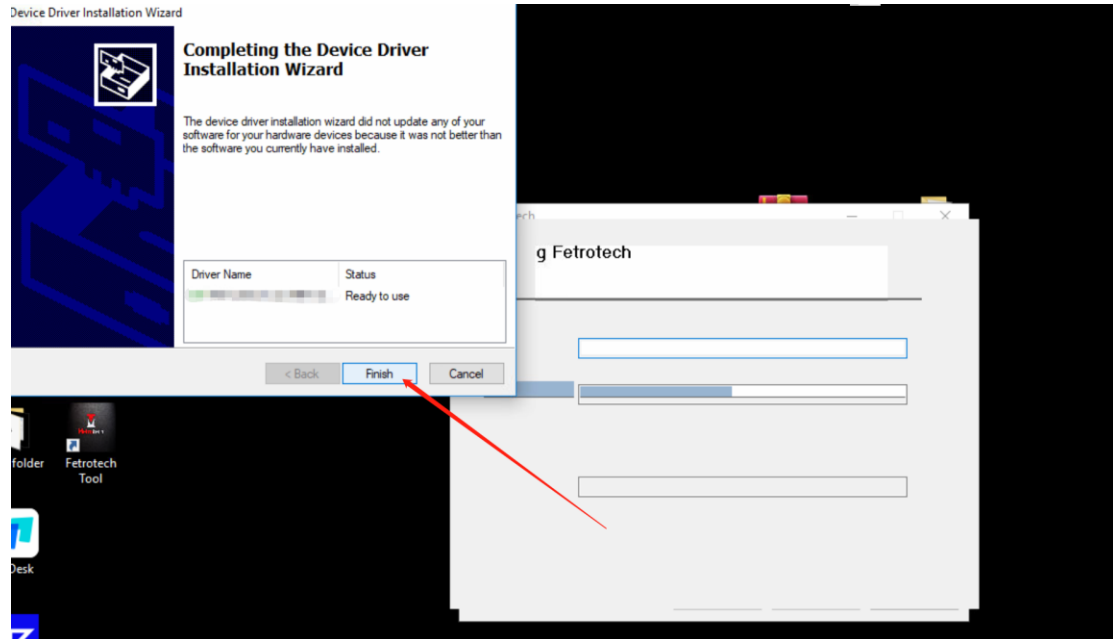 Device Driver Installation Wizard
Completing the Device Driver
Installation Wizard
The device driver installation wizard did not update any of your
software for your hardware devices because it was not better than
the software you currently have installed.
Driver Name Status
Ready to use
< Back Finish Cancel
ech
g Fetrotech
folder
Fetrotech
Tool
Desk